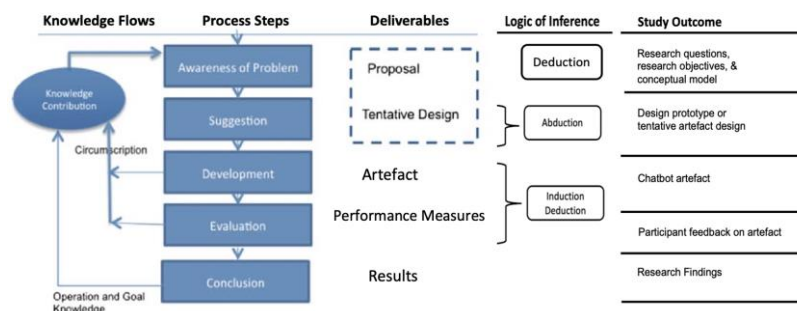 Knowledge Flows
Process Steps
Deliverables
Logic of Inference
Study Outcome
Awareness of Problem
Proposal
Deduction
Research questions,
research objectives, &
conceptual model
Knowledge
Contribution
Suggestion
Tentative Design
Abduction
Design prototype or
tentative artefact design
Circumscription
Development
Artefact
Induction
Deduction
Chatbot artefact
Evaluation
Performance Measures
Participant feedback on artefact
Conclusion
Results
Research Findings
Operation and Goal
Knowledge